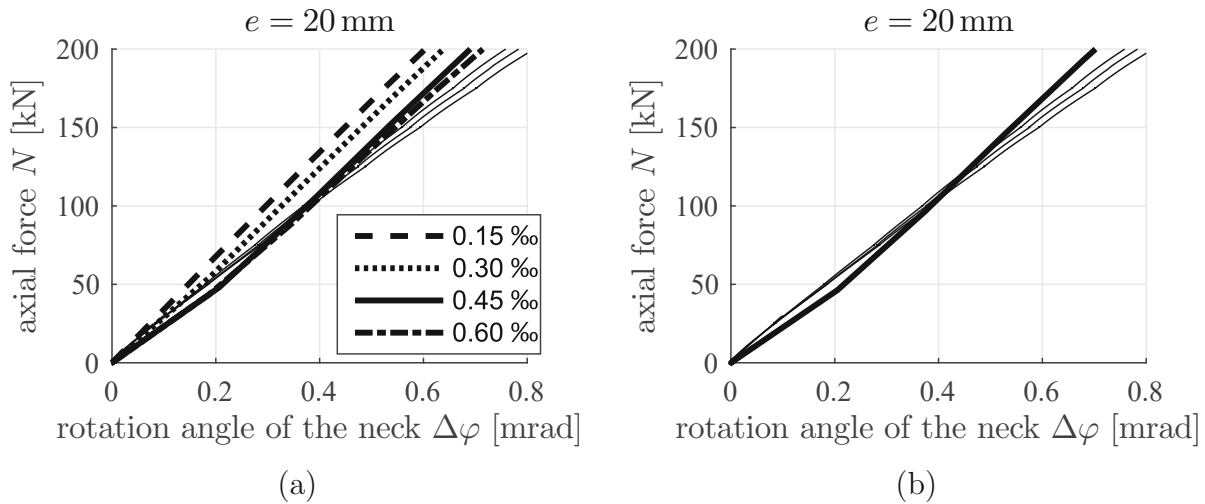 e = 20 mm
200
150
100
50
0
axial force N [kN]
0.15 ‰
0.30 ‰
0.45 ‰
0.60 ‰
0 0.2 0.4 0.6 0.8
rotation angle of the neck Δφ [mrad]
(a)
e = 20 mm
200
150
100
50
0
axial force N [kN]
0 0.2 0.4 0.6 0.8
rotation angle of the neck Δφ [mrad]
(b)